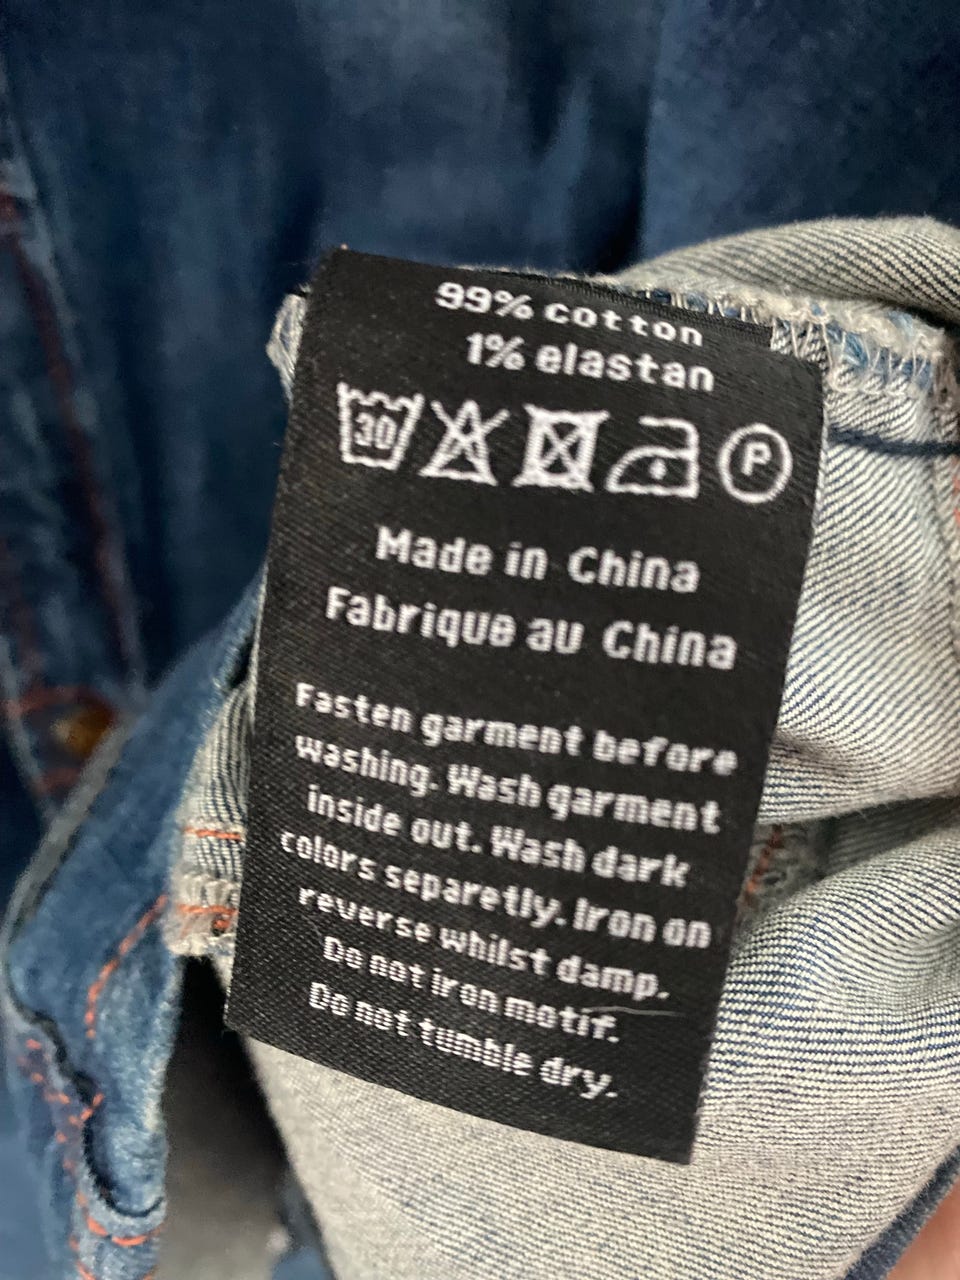 99% cotton
1% elastan
30
P
Made in China
Fabrique au China
Fasten garment before
washing. Wash garment
inside out. Wash dark
colors separetly. Iron on
reverse whilst damp.
Do not iron motif.
Do not tumble dry.